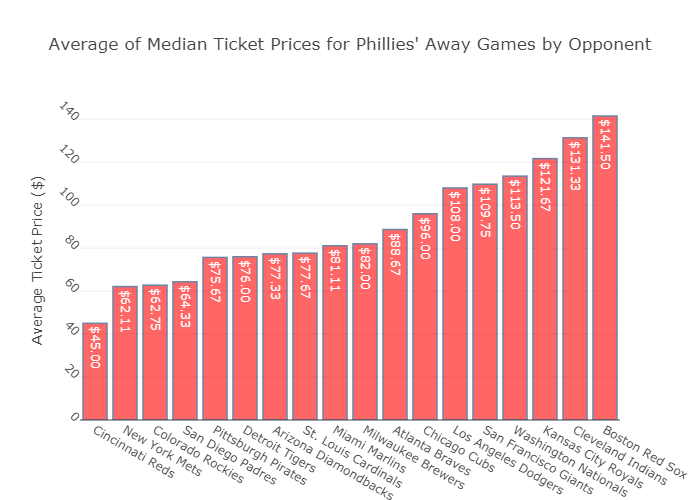 Average of Median Ticket Prices for Phillies' Away Games by Opponent
Average Ticket Price ($)
140
120
100
80
60
40
20
0
$45.00
$62.11
$62.75
$64.33
$75.67
$76.00
$77.33
$77.67
$81.11
$82.00
$88.67
$96.00
$108.00
$109.75
$113.50
$121.67
$131.33
$141.50
Cincinnati Reds
New York Mets
Colorado Rockies
San Diego Padres
Pittsburgh Pirates
Detroit Tigers
Arizona Diamondbacks
St. Louis Cardinals
Miami Marlins
Milwaukee Brewers
Atlanta Braves
Chicago Cubs
Los Angeles Dodgers
San Francisco Giants
Washington Nationals
Kansas City Royals
Cleveland Indians
Boston Red Sox